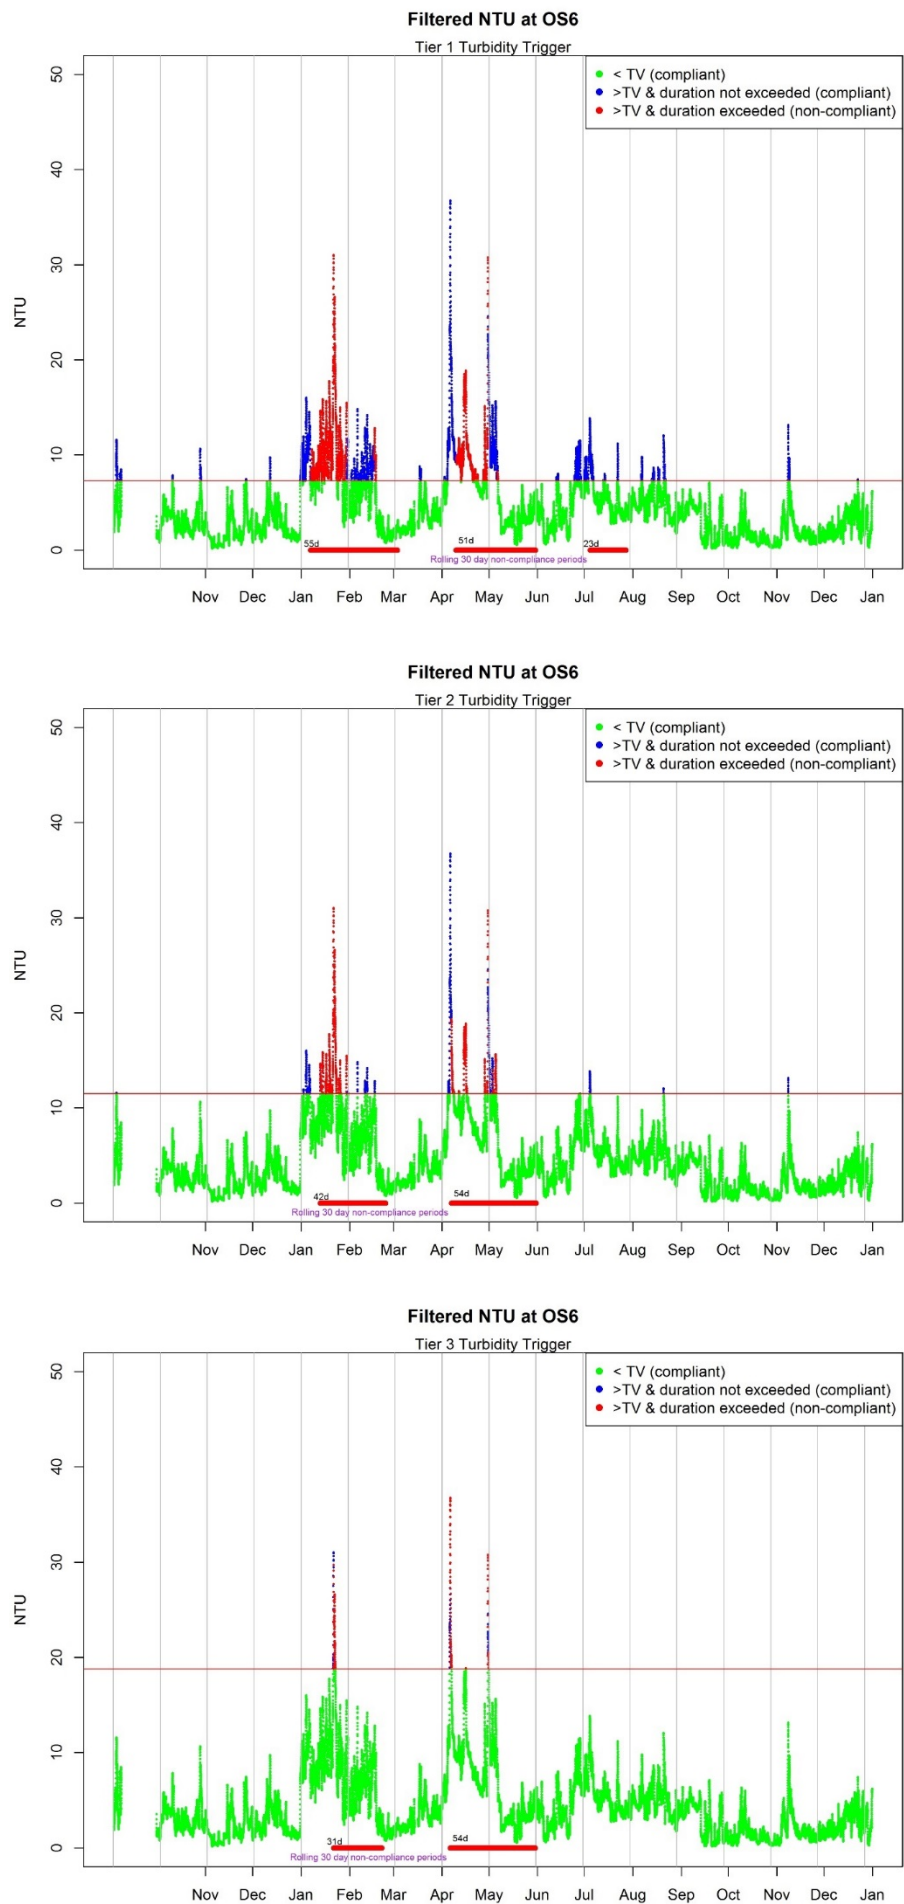 Filtered NTU at OS6
Tier 1 Turbidity Trigger
< TV (compliant)
>TV & duration not exceeded (compliant)
>TV & duration exceeded (non-compliant)
50
40
30
20
10
0
NTU
55d
51d
23d
Rolling 30 day non-compliance periods
Nov Dec Jan Feb Mar Apr May Jun Jul Aug Sep Oct Nov Dec Jan
Filtered NTU at OS6
Tier 2 Turbidity Trigger
< TV (compliant)
>TV & duration not exceeded (compliant)
>TV & duration exceeded (non-compliant)
50
40
30
20
10
0
NTU
42d
54d
Rolling 30 day non-compliance periods
Nov Dec Jan Feb Mar Apr May Jun Jul Aug Sep Oct Nov Dec Jan
Filtered NTU at OS6
Tier 3 Turbidity Trigger
< TV (compliant)
>TV & duration not exceeded (compliant)
>TV & duration exceeded (non-compliant)
50
40
30
20
10
0
NTU
31d
54d
Rolling 30 day non-compliance periods
Nov Dec Jan Feb Mar Apr May Jun Jul Aug Sep Oct Nov Dec Jan